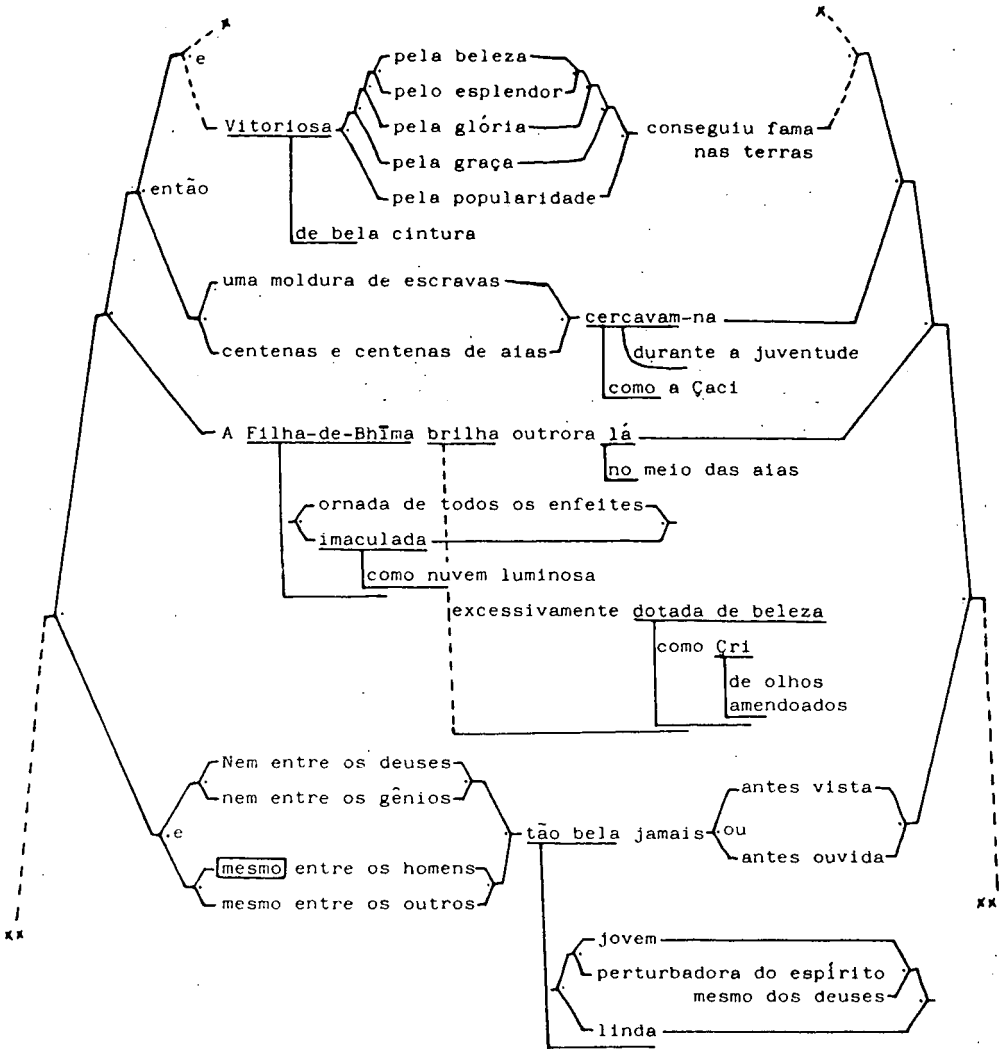 x
x
e
pela beleza
pelo esplendor
Vitoriosa
pela glória
conseguiu fama
nas terras
pela graça
então
pela popularidade
de bela cintura
uma moldura de escravas
cercavam-na
centenas e centenas de aias
durante a juventude
como a Çaci
A Filha-de-Bhīma brilha outrora lá
no meio das aias
ornada de todos os enfeites
imaculada
como nuvem luminosa
excessivamente dotada de beleza
como Çri
de olhos
amendoados
Nem entre os deuses
nem entre os gênios
antes vista
e
tão bela jamais
ou
antes ouvida
mesmo entre os homens
mesmo entre os outros
xx
xx
jovem
perturbadora do espírito
mesmo dos deuses
linda